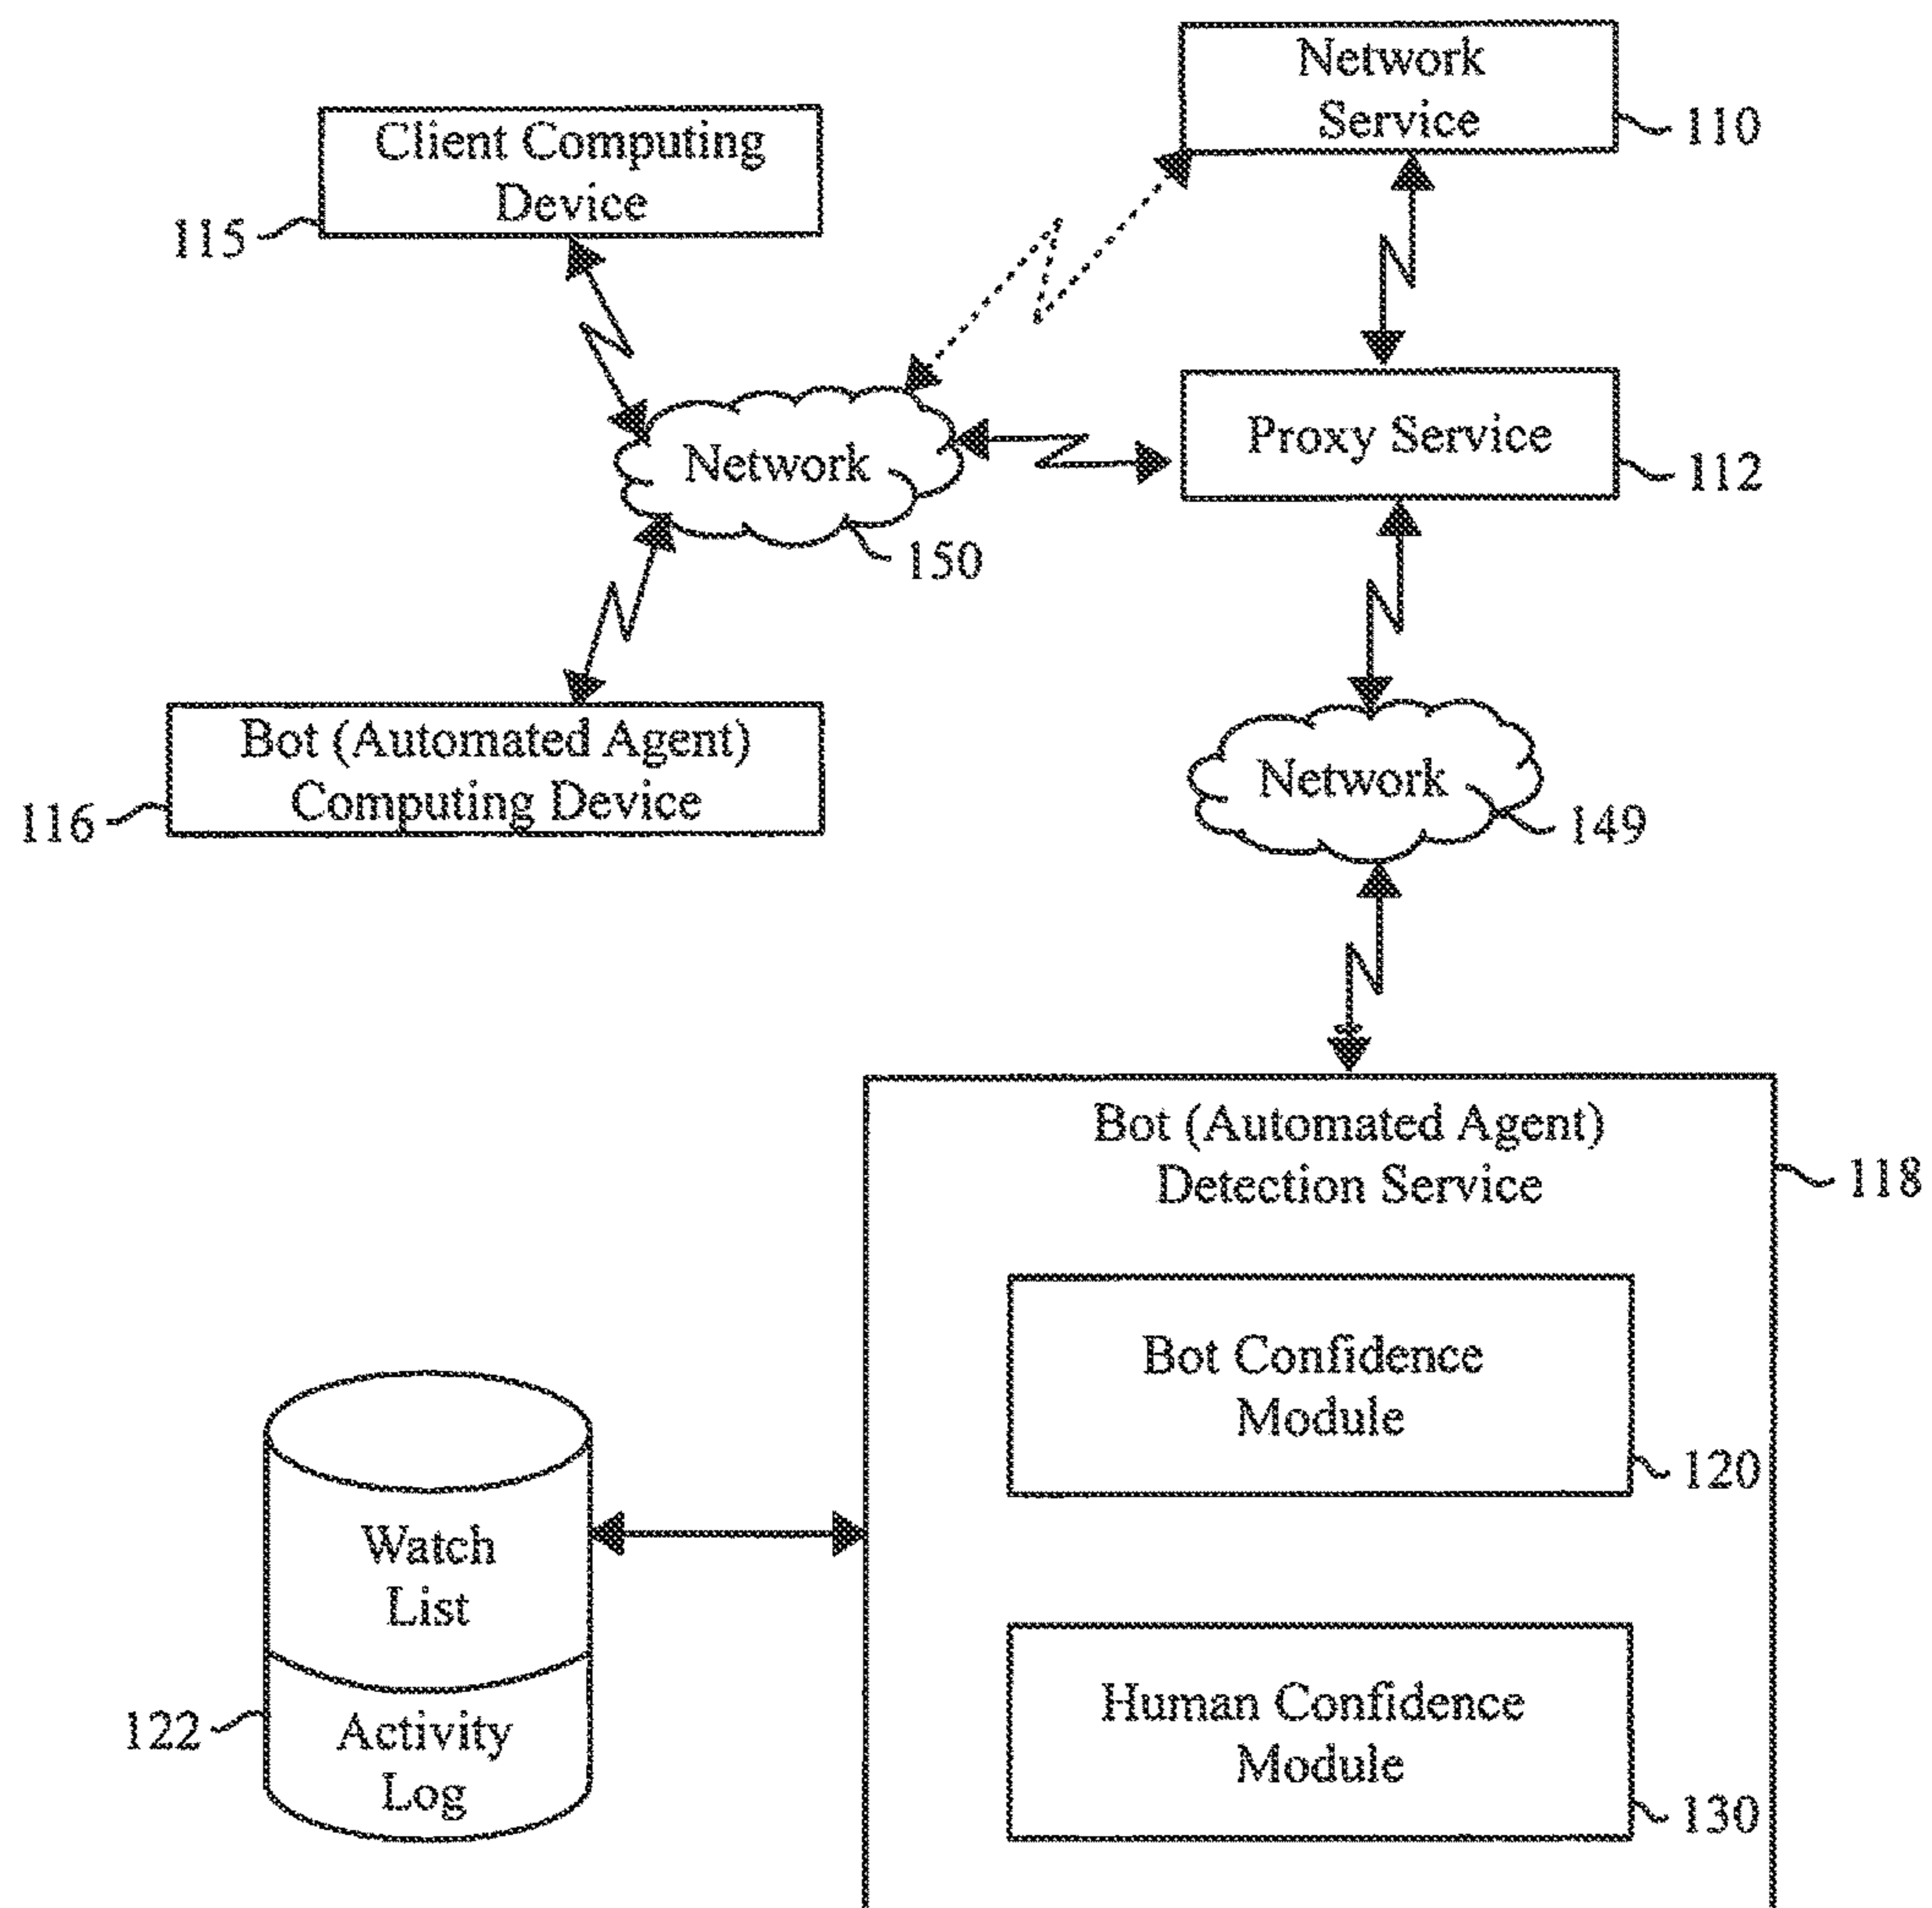 Network
Service
110
Client Computing
Device
115
Proxy Service
112
Network
150
Bot (Automated Agent)
Computing Device
116
Network
149
Bot (Automated Agent)
Detection Service
118
Bot Confidence
Module
120
Watch
List
Activity
Log
122
Human Confidence
Module
130